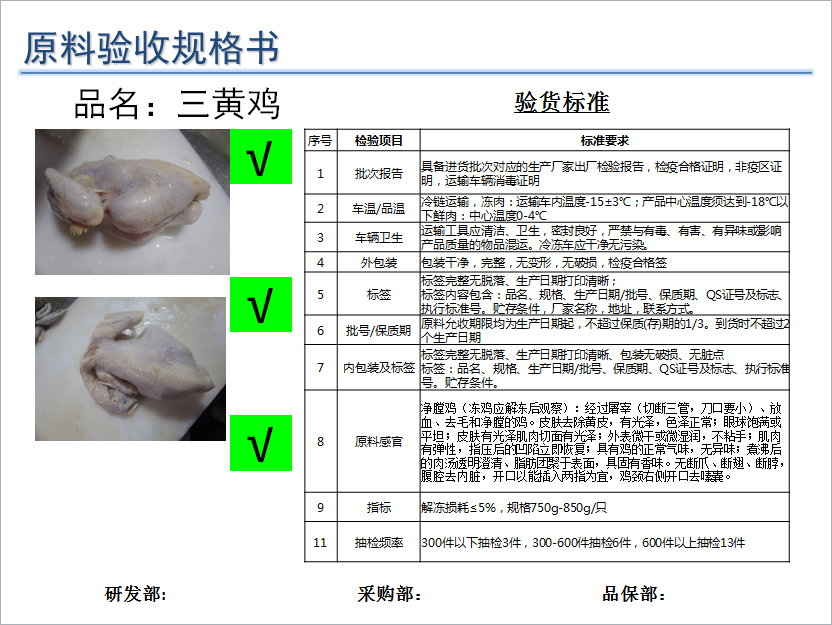 原料验收规格书
品名：三黄鸡
√
√
√
验货标准
序号 检验项目 标准要求
1 批次报告 具备进货批次对应的生产厂家出厂检验报告，检疫合格证明，非疫区证
明，运输车辆消毒证明
2 车温/品温 冷链运输，冻肉：运输车内温度-15±3℃；产品中心温度须达到-18℃以
下鲜肉：中心温度0-4℃
3 车辆卫生 运输工具应清洁、卫生，密封良好，严禁与有毒、有害、有异味或影响
产品质量的物品混运。冷冻车应干净无污染。
4 外包装 包装干净，完整，无变形，无破损，检疫合格签
5 标签 标签完整无脱落、生产日期打印清晰；
标签内容包含：品名、规格、生产日期/批号、保质期、QS证号及标志、
执行标准号。贮存条件，厂家名称，地址，联系方式。
6 批号/保质期 原料允收期限均为生产日期起，不超过保质(存)期的1/3。到货时不超过2
个生产日期
7 内包装及标签 标签完整无脱落、生产日期打印清晰、包装无破损、无脏点
标签：品名、规格、生产日期/批号、保质期、QS证号及标志、执行标准
号。贮存条件。
8 原料感官 净膛鸡（冻鸡应解冻后观察）：经过屠宰（切断三管，刀口要小）、放
血、去毛和净膛的鸡。皮肤去除黄皮，有光泽，色泽正常；眼球饱满或
平坦；皮肤有光泽肌肉切面有光泽；外表微干或微湿润，不粘手；肌肉
有弹性，指压后的凹陷立即恢复；具有鸡的正常气味，无异味；煮沸后
的肉汤透明澄清、脂肪团聚于表面，具固有香味。无断爪、断翅、断脖，
腹腔去内脏，开口以能插入两指为宜，鸡颈右侧开口去嗉囊。
9 指标 解冻损耗≤5%，规格750g-850g/只
11 抽检频率 300件以下抽检3件，300-600件抽检6件，600件以上抽检13件
研发部: 采购部: 品保部: